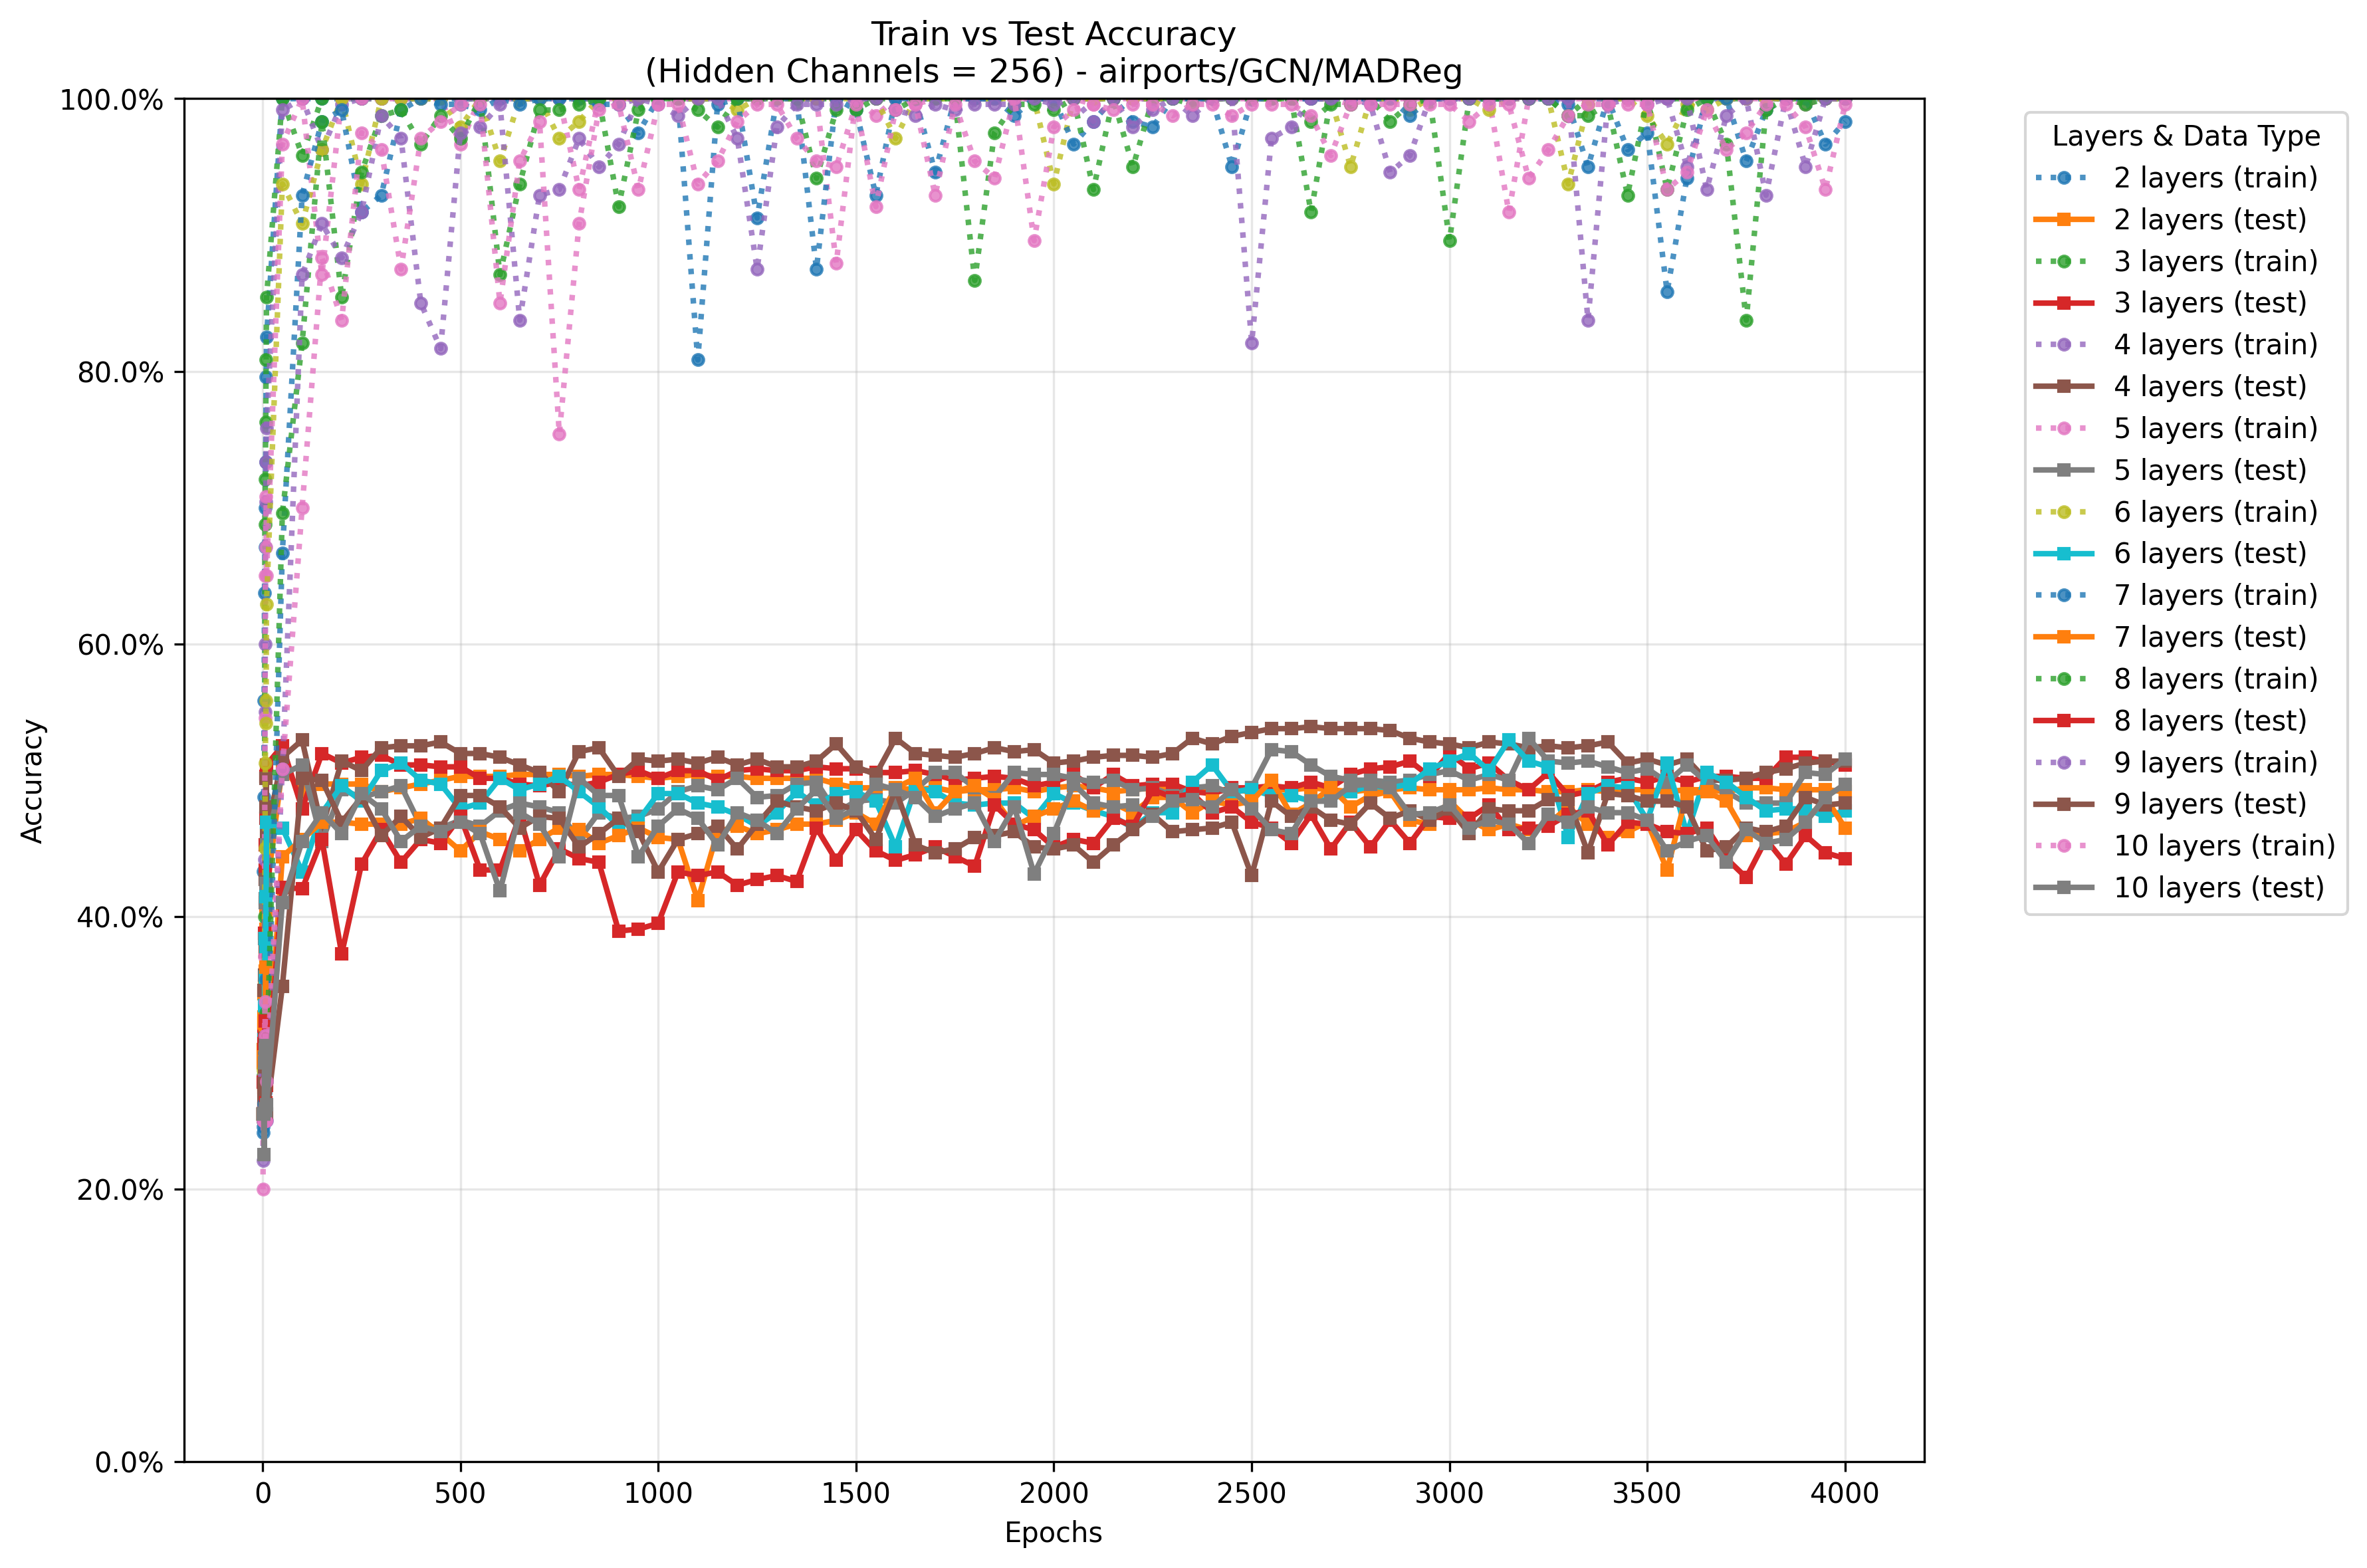 Train vs Test Accuracy
(Hidden Channels = 256) - airports/GCN/MADReg
100.0%
80.0%
60.0%
40.0%
20.0%
0.0%
Accuracy
0
500
1000
1500
2000
2500
3000
3500
4000
Epochs
Layers & Data Type
2 layers (train)
2 layers (test)
3 layers (train)
3 layers (test)
4 layers (train)
4 layers (test)
5 layers (train)
5 layers (test)
6 layers (train)
6 layers (test)
7 layers (train)
7 layers (test)
8 layers (train)
8 layers (test)
9 layers (train)
9 layers (test)
10 layers (train)
10 layers (test)